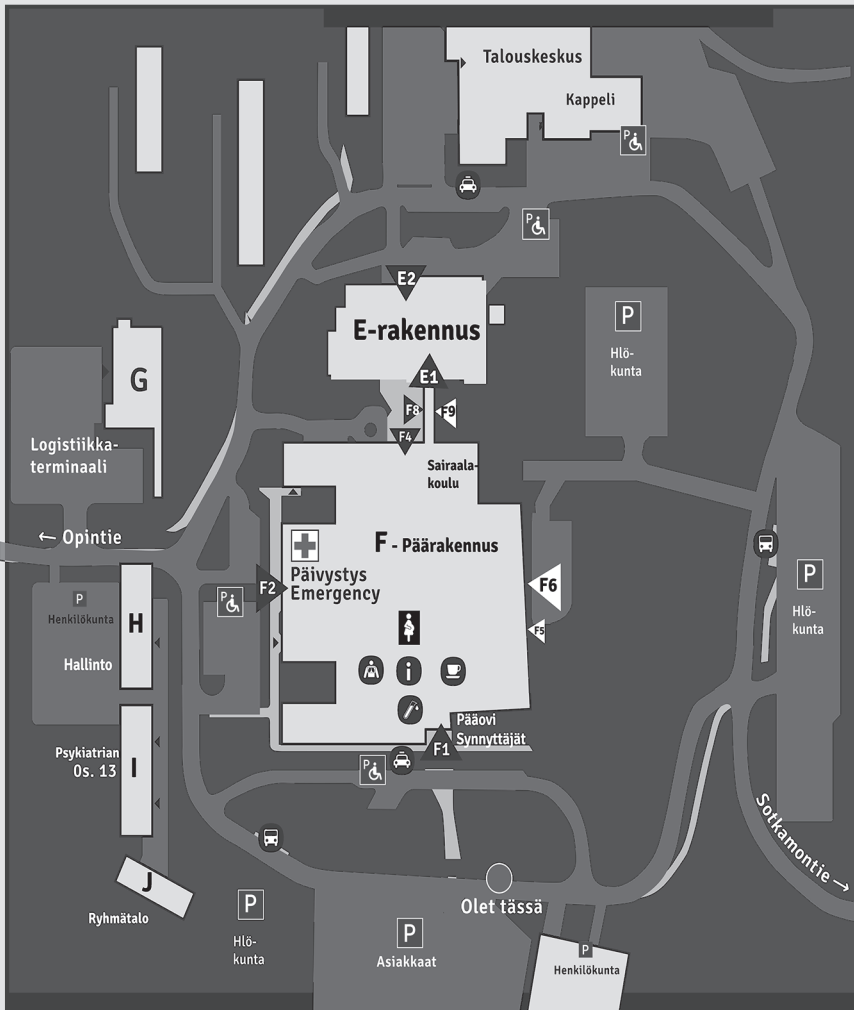 Talouskeskus
Kappeli
P
P
E2
E-rakennus
P
Hlö-
kunta
E1
G
F8
F9
F4
Logistiikka-
terminaali
Sairaala-
koulu
← Opintie
F - Päärakennus
Päivystys
Emergency
F2
F6
P
P
Henkilökunta
H
P
Hlö-
kunta
F5
Hallinto
i
Pääovi
Synnyttäjät
F1
Psykiatrian
Os. 13
I
P
Sotkamontie →
J
Ryhmätalo
P
Hlö-
kunta
Olet tässä
P
Asiakkaat
P
Henkilökunta